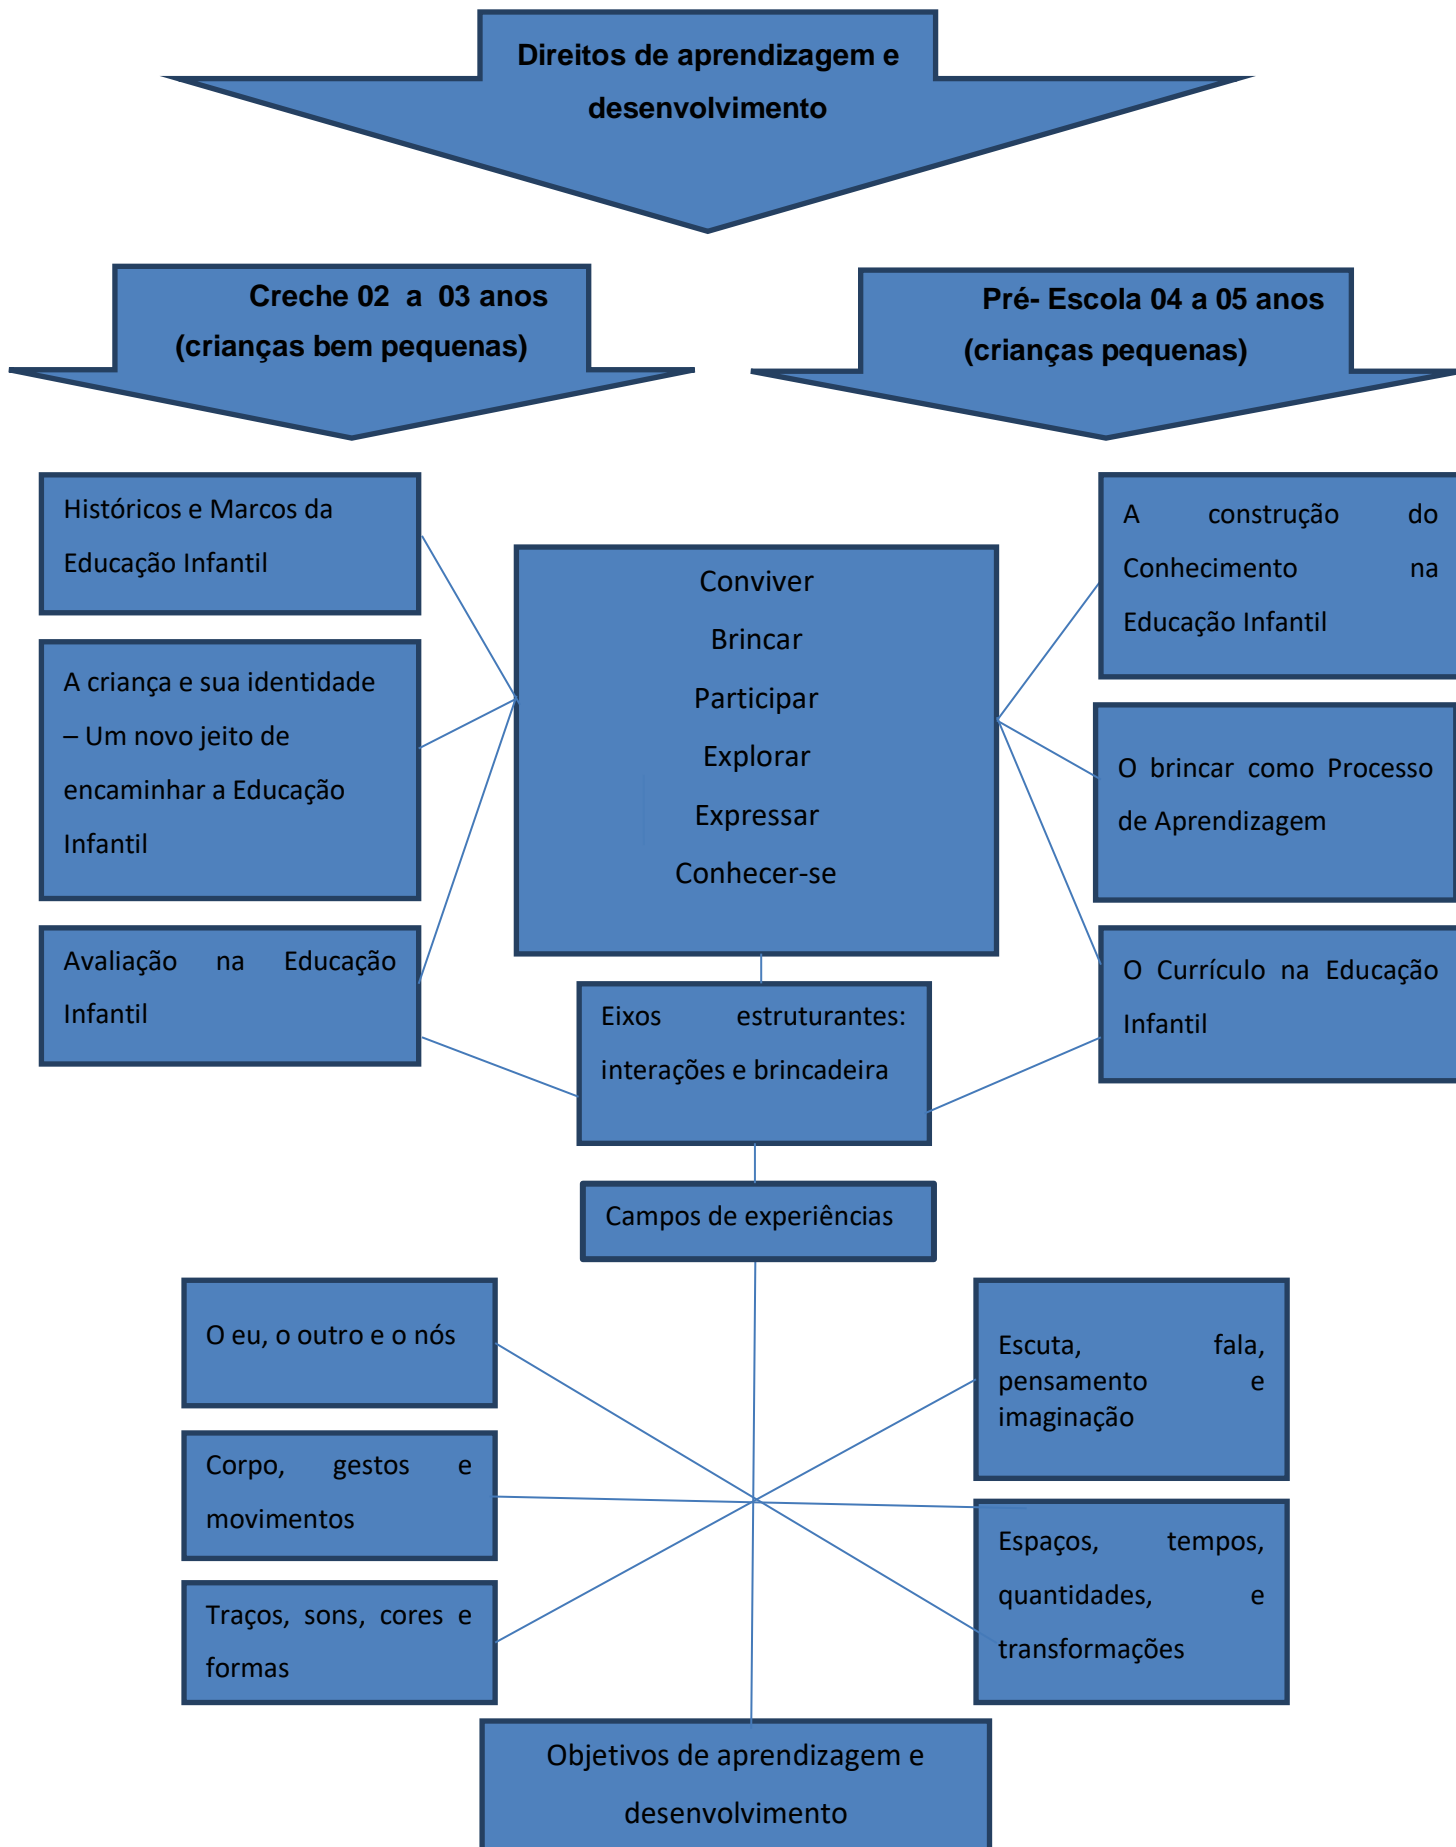 Direitos de aprendizagem e
desenvolvimento
Creche 02 a 03 anos
(crianças bem pequenas)
Pré- Escola 04 a 05 anos
(crianças pequenas)
Históricos e Marcos da
Educação Infantil
A criança e sua identidade
– Um novo jeito de
encaminhar a Educação
Infantil
Avaliação na Educação
Infantil
Conviver
Brincar
Participar
Explorar
Expressar
Conhecer-se
A construção do
Conhecimento na
Educação Infantil
O brincar como Processo
de Aprendizagem
O Currículo na Educação
Infantil
Eixos estruturantes:
interações e brincadeira
Campos de experiências
O eu, o outro e o nós
Corpo, gestos e
movimentos
Traços, sons, cores e
formas
Escuta, fala,
pensamento e
imaginação
Espaços, tempos,
quantidades, e
transformações
Objetivos de aprendizagem e
desenvolvimento